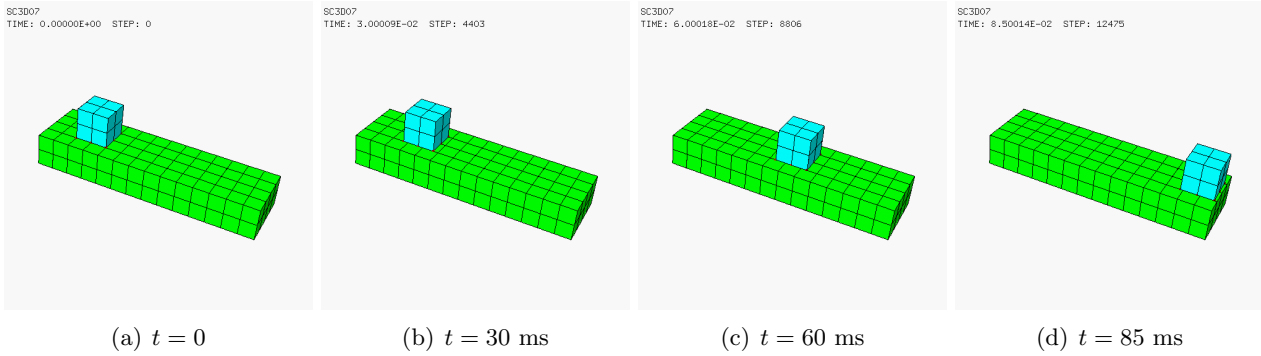 SC3D07
TIME: 0.00000E+00 STEP: 0
SC3D07
TIME: 3.00009E-02 STEP: 4403
SC3D07
TIME: 6.00018E-02 STEP: 8806
SC3D07
TIME: 8.50014E-02 STEP: 12475
(a) t = 0
(b) t = 30 ms
(c) t = 60 ms
(d) t = 85 ms